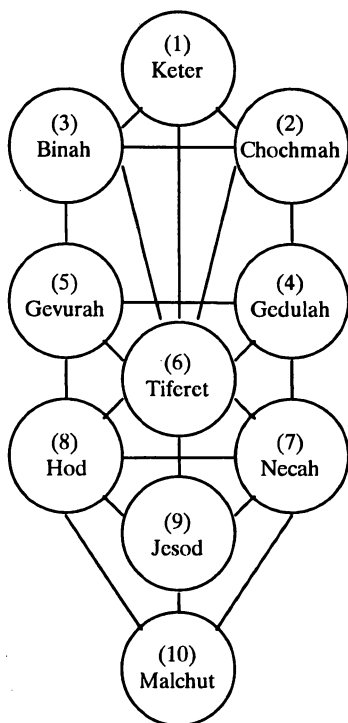 (1)
Keter
(3)
Binah
(2)
Chochmah
(5)
Gevurah
(4)
Gedulah
(6)
Tiferet
(8)
Hod
(7)
Necah
(9)
Jesod
(10)
Malchut